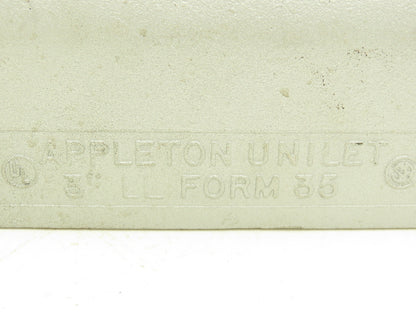 APPLETON UNILET
3" LL FORM 35